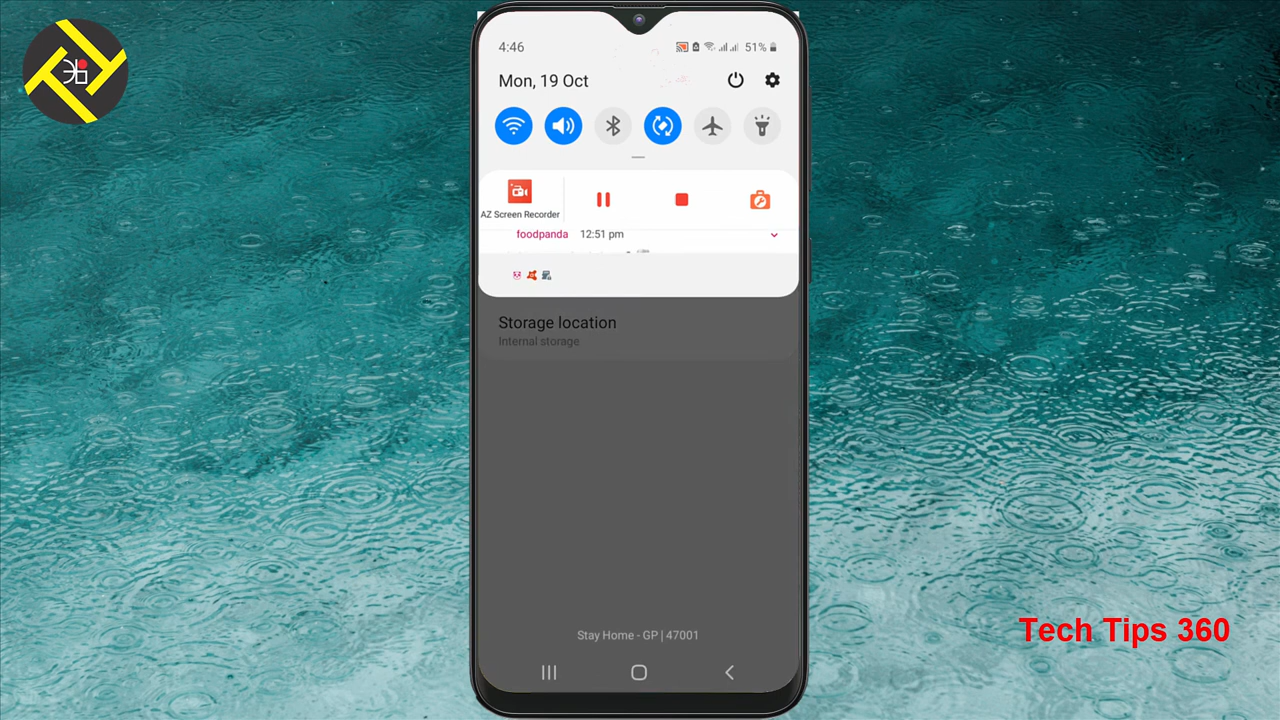 4:46
51%
Mon, 19 Oct
AZ Screen Recorder
foodpanda 12:51 pm
Storage location
Internal storage
Stay Home - GP | 47001
Tech Tips 360